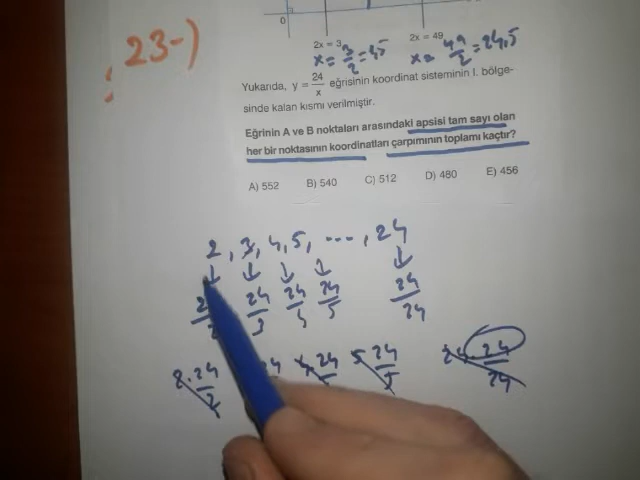 0
2x = 3 2x = 49
x = 3/2 = 1,5 x = 49/2 = 24,5
23-)
Yukarıda, y = 24/x eğrisinin koordinat sisteminin I. bölge-
sinde kalan kısmı verilmiştir.
Eğrinin A ve B noktaları arasındaki apsisi tam sayı olan
her bir noktasının koordinatları çarpımının toplamı kaçtır?
A) 552 B) 540 C) 512 D) 480 E) 456
2, 3, 4, 5, ...., 24
24/3 24/4 24/5 24/24
2.24/2 24 24 5 24/5 24.24/24